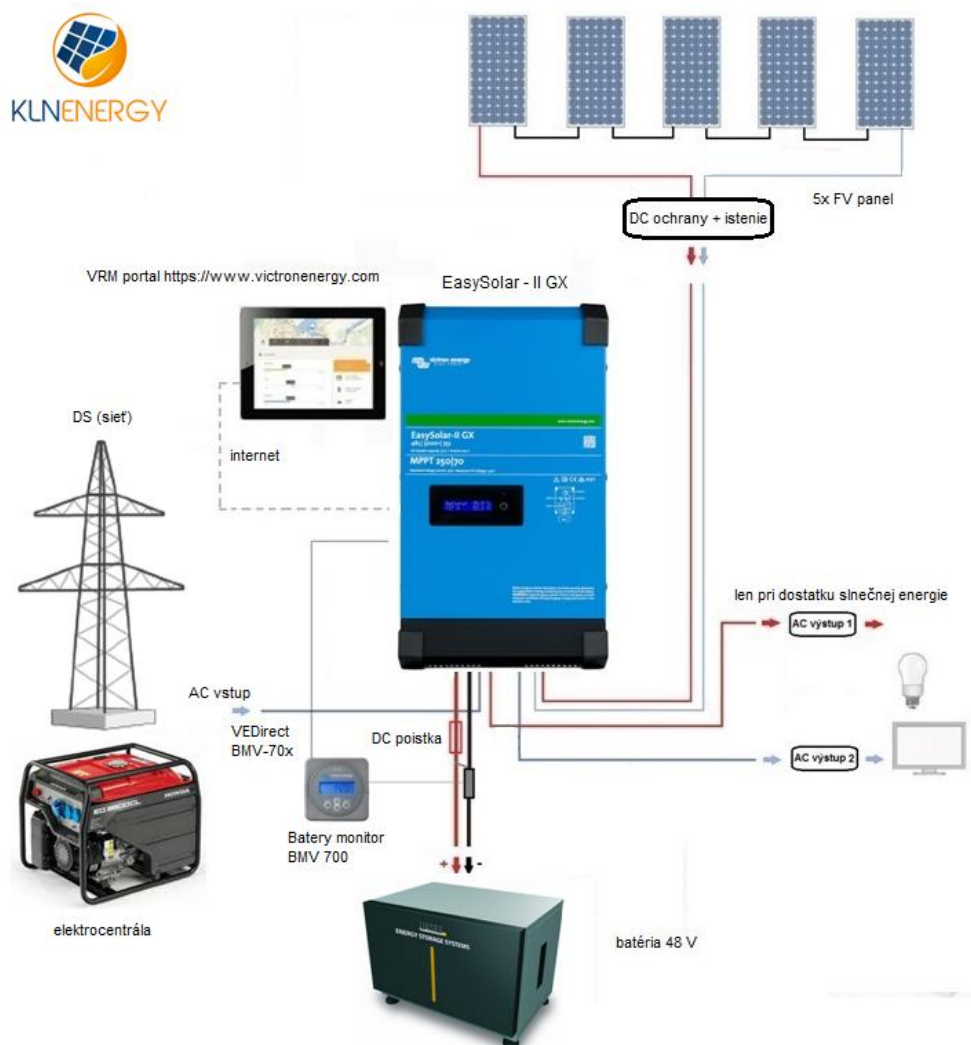 KLNENERGY
5x FV panel
DC ochrany + istenie
VRM portal https://www.victronenergy.com
EasySolar - II GX
victron energy
DS (sieť)
internet
EasySolar-II GX
MPPT 250|70
len pri dostatku slnečnej energie
AC výstup 1
AC vstup
VEDirect
BMV-70x
DC poistka
AC výstup 2
Batery monitor
BMV 700
HONDA
+ -
elektrocentrála
ENERGY STORAGE SYSTEMS
batéria 48 V